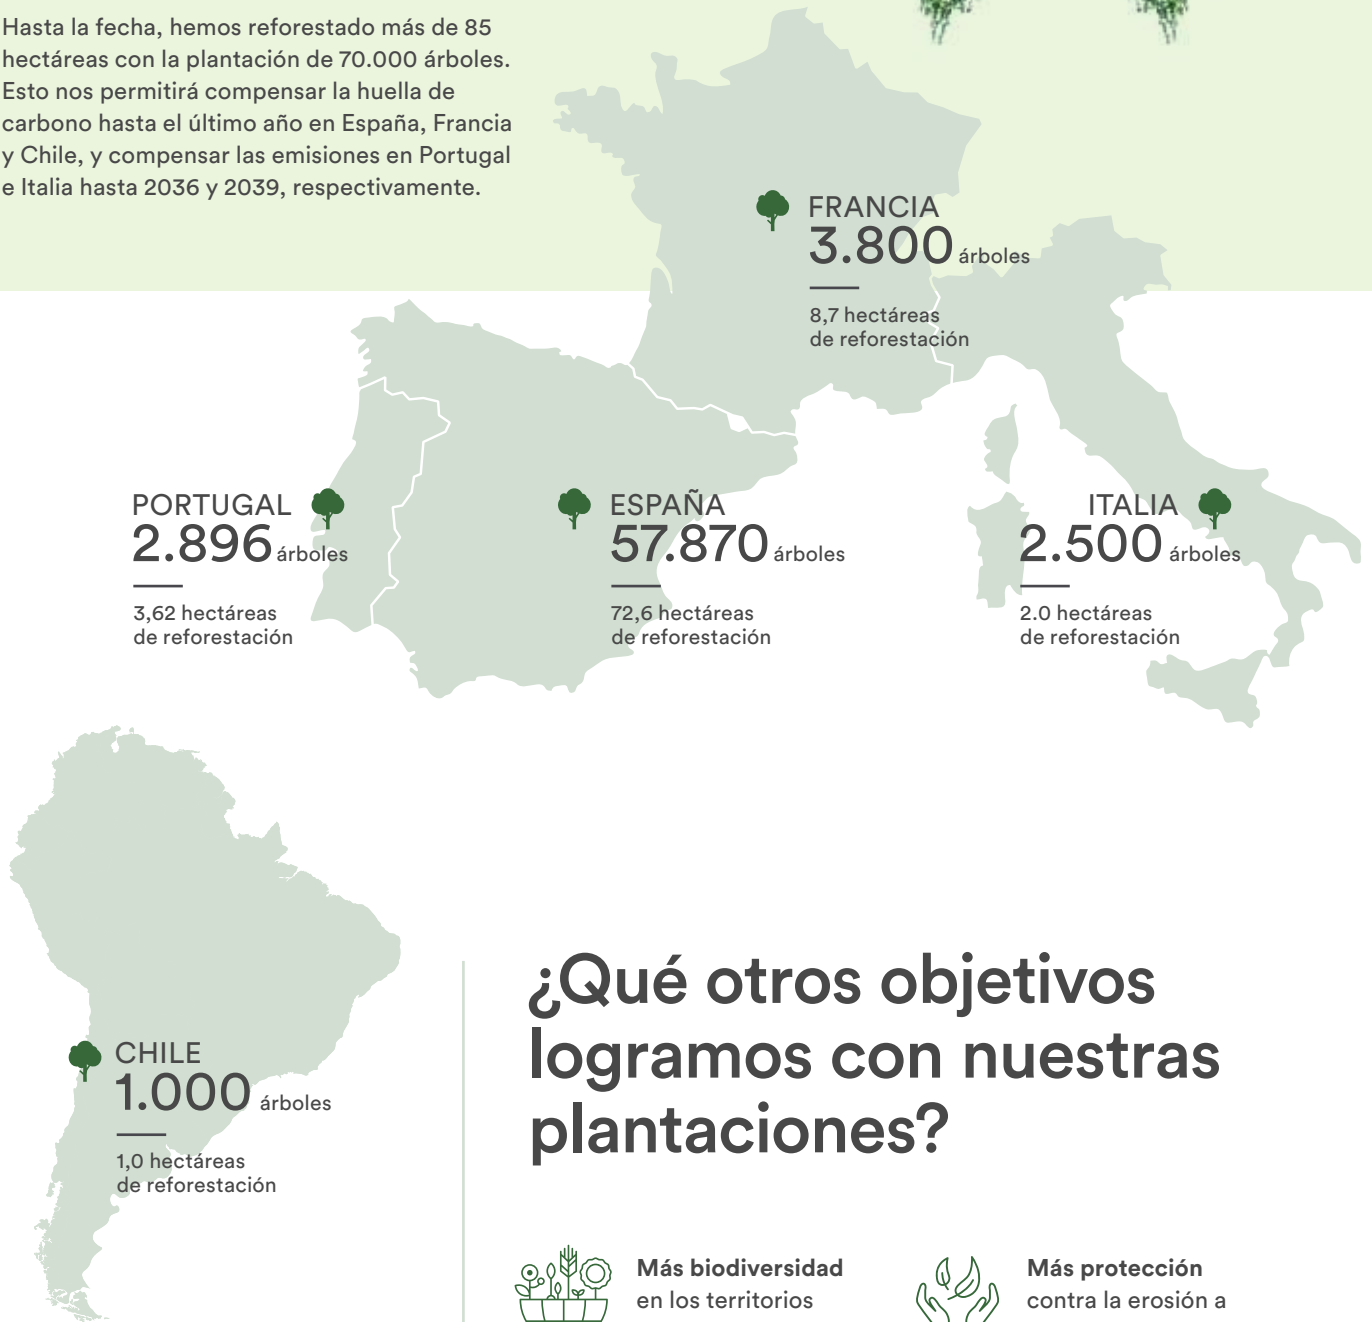 Hasta la fecha, hemos reforestado más de 85
hectáreas con la plantación de 70.000 árboles.
Esto nos permitirá compensar la huella de
carbono hasta el último año en España, Francia
y Chile, y compensar las emisiones en Portugal
e Italia hasta 2036 y 2039, respectivamente.
FRANCIA
3.800 árboles
8,7 hectáreas
de reforestación
PORTUGAL
2.896 árboles
3,62 hectáreas
de reforestación
ESPAÑA
57.870 árboles
72,6 hectáreas
de reforestación
ITALIA
2.500 árboles
2.0 hectáreas
de reforestación
CHILE
1.000 árboles
1,0 hectáreas
de reforestación
¿Qué otros objetivos
logramos con nuestras
plantaciones?
Más biodiversidad
en los territorios
Más protección
contra la erosión a